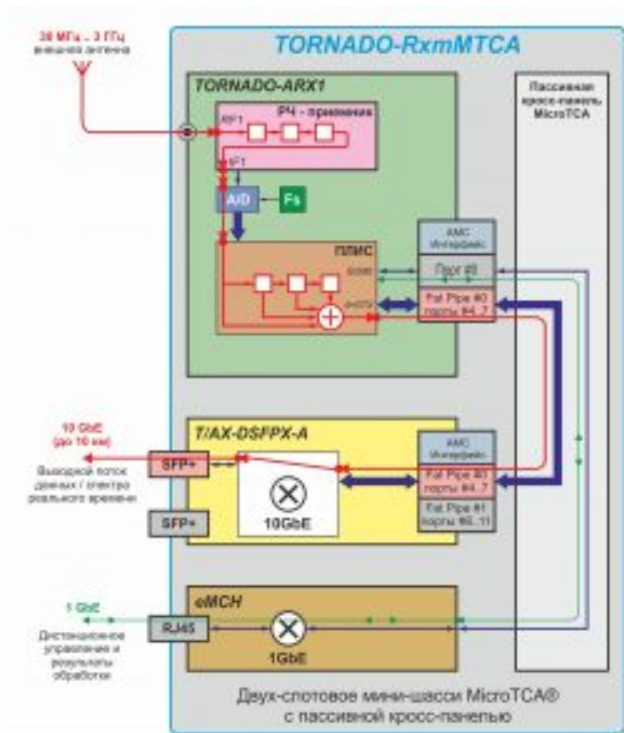 30 МГц .. 3 ГГц
внешняя антенна
TORNADO-RxmMTCA
TORNADO-ARX1
Пассивная
кросс-панель
MicroTCA
РЧ - приемник
A/D
Fs
ПЛИС
AMC
Интерфейс
Порт #0
Fat Pipe #0
порты #4..7
T/AX-DSFPX-A
10 GbE
(до 10 км)
Выходной поток
данных / спектра
реального времени
SFP+
SFP+
10GbE
AMC
Интерфейс
Fat Pipe #0
порты #4..7
Fat Pipe #1
порты #8..11
eMCH
1 GbE
Дистанционное
управление и
результаты
обработки
RJ45
1GbE
Двух-слотовое мини-шасси MicroTCA®
с пассивной кросс-панелью